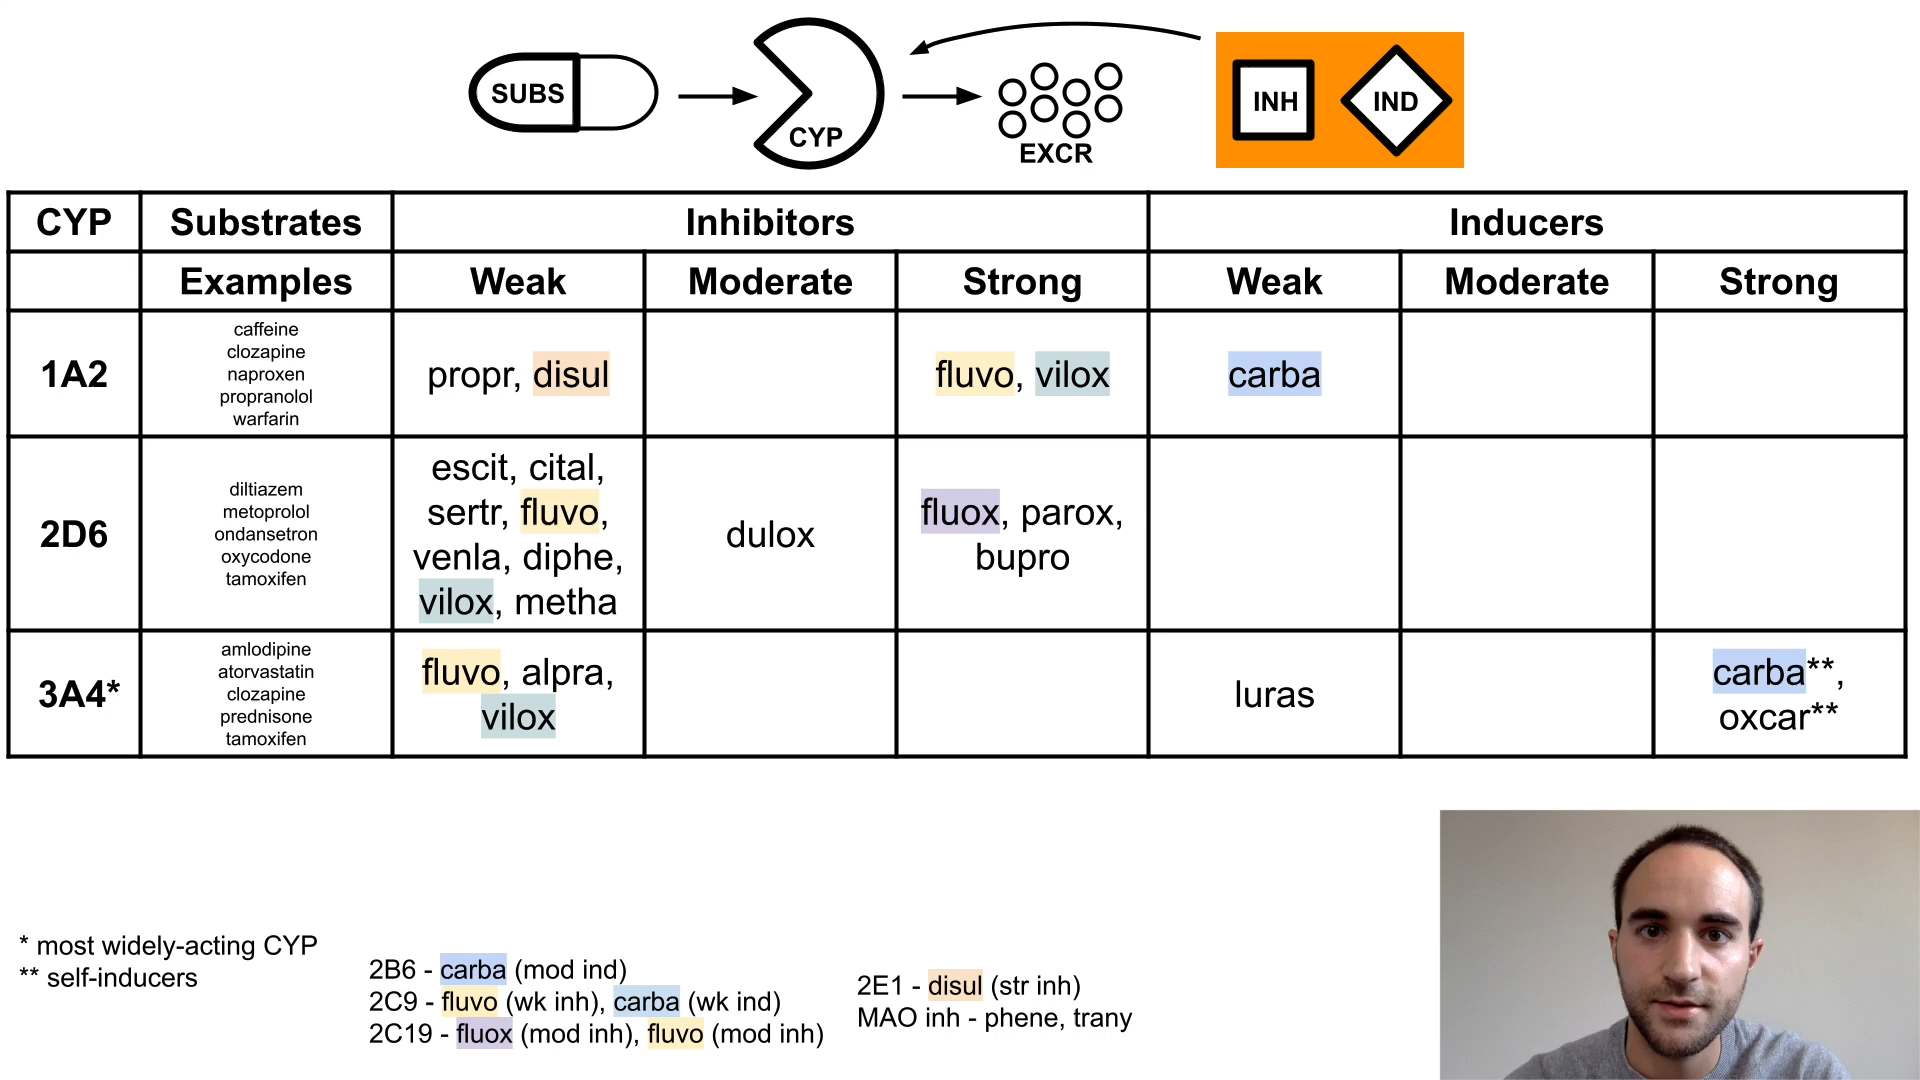 SUBS
CYP
EXCR
INH
IND
CYP
Substrates
Inhibitors
Inducers
Examples
Weak
Moderate
Strong
Weak
Moderate
Strong
1A2
caffeine
clozapine
naproxen
propranolol
warfarin
propr, disul
fluvo, vilox
carba
2D6
diltiazem
metoprolol
ondansetron
oxycodone
tamoxifen
escit, cital,
sertr, fluvo,
venla, diphe,
vilox, metha
dulox
fluox, parox,
bupro
3A4*
amlodipine
atorvastatin
clozapine
prednisone
tamoxifen
fluvo, alpra,
vilox
luras
carba**,
oxcar**
* most widely-acting CYP
** self-inducers
2B6 - carba (mod ind)
2C9 - fluvo (wk inh), carba (wk ind)
2C19 - fluox (mod inh), fluvo (mod inh)
2E1 - disul (str inh)
MAO inh - phene, trany